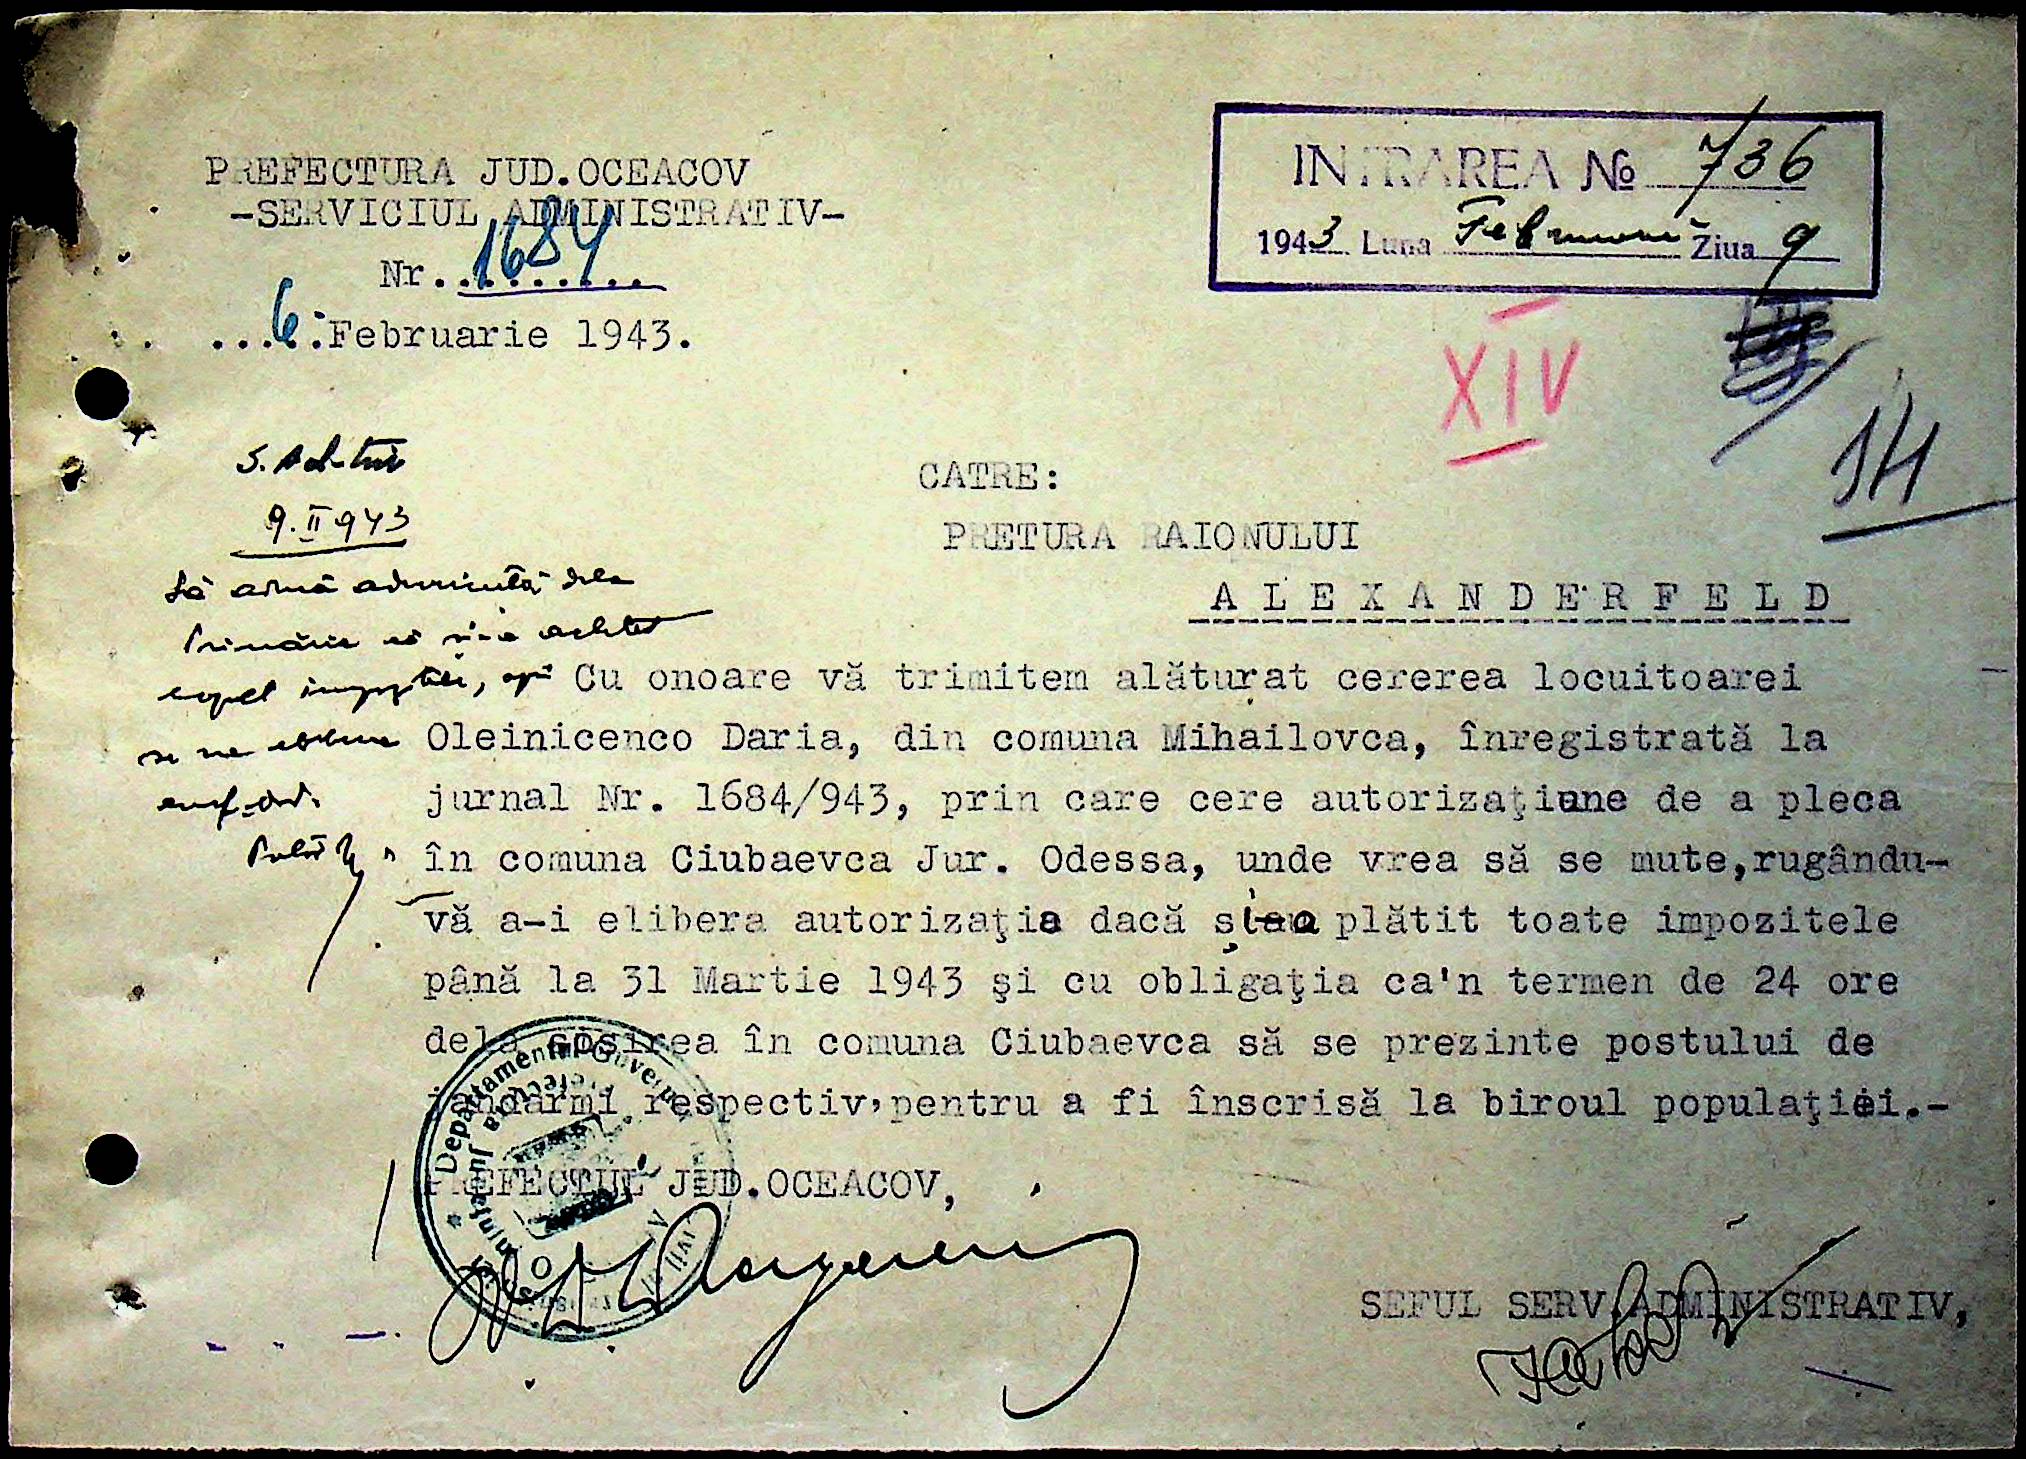 PREFECTURA JUD.OCEACOV
-SERVICIUL ADMINISTRATIV-
Nr. 1684
6 Februarie 1943.
INTRAREA No 736
1943 Luna Februarie Ziua 9
XIV
14
9.II 943
CATRE:
PRETURA RAIONULUI
ALEXANDERFELD
Cu onoare vă trimitem alăturat cererea locuitoarei
Oleinicenco Daria, din comuna Mihailovca, înregistrată la
jurnal Nr. 1684/943, prin care cere autorizaţiune de a pleca
în comuna Ciubaevca Jur. Odessa, unde vrea să se mute,rugându-
vă a-i elibera autorizaţia dacă şi-a plătit toate impozitele
până la 31 Martie 1943 şi cu obligaţia ca'n termen de 24 ore
dela sosirea în comuna Ciubaevca să se prezinte postului de
jandarmi respectiv,pentru a fi înscrisă la biroul populaţiei.-
PREFECTUL JUD.OCEACOV,
Departamentul
Prefectura Județului
SEFUL SERV.ADMINISTRATIV,